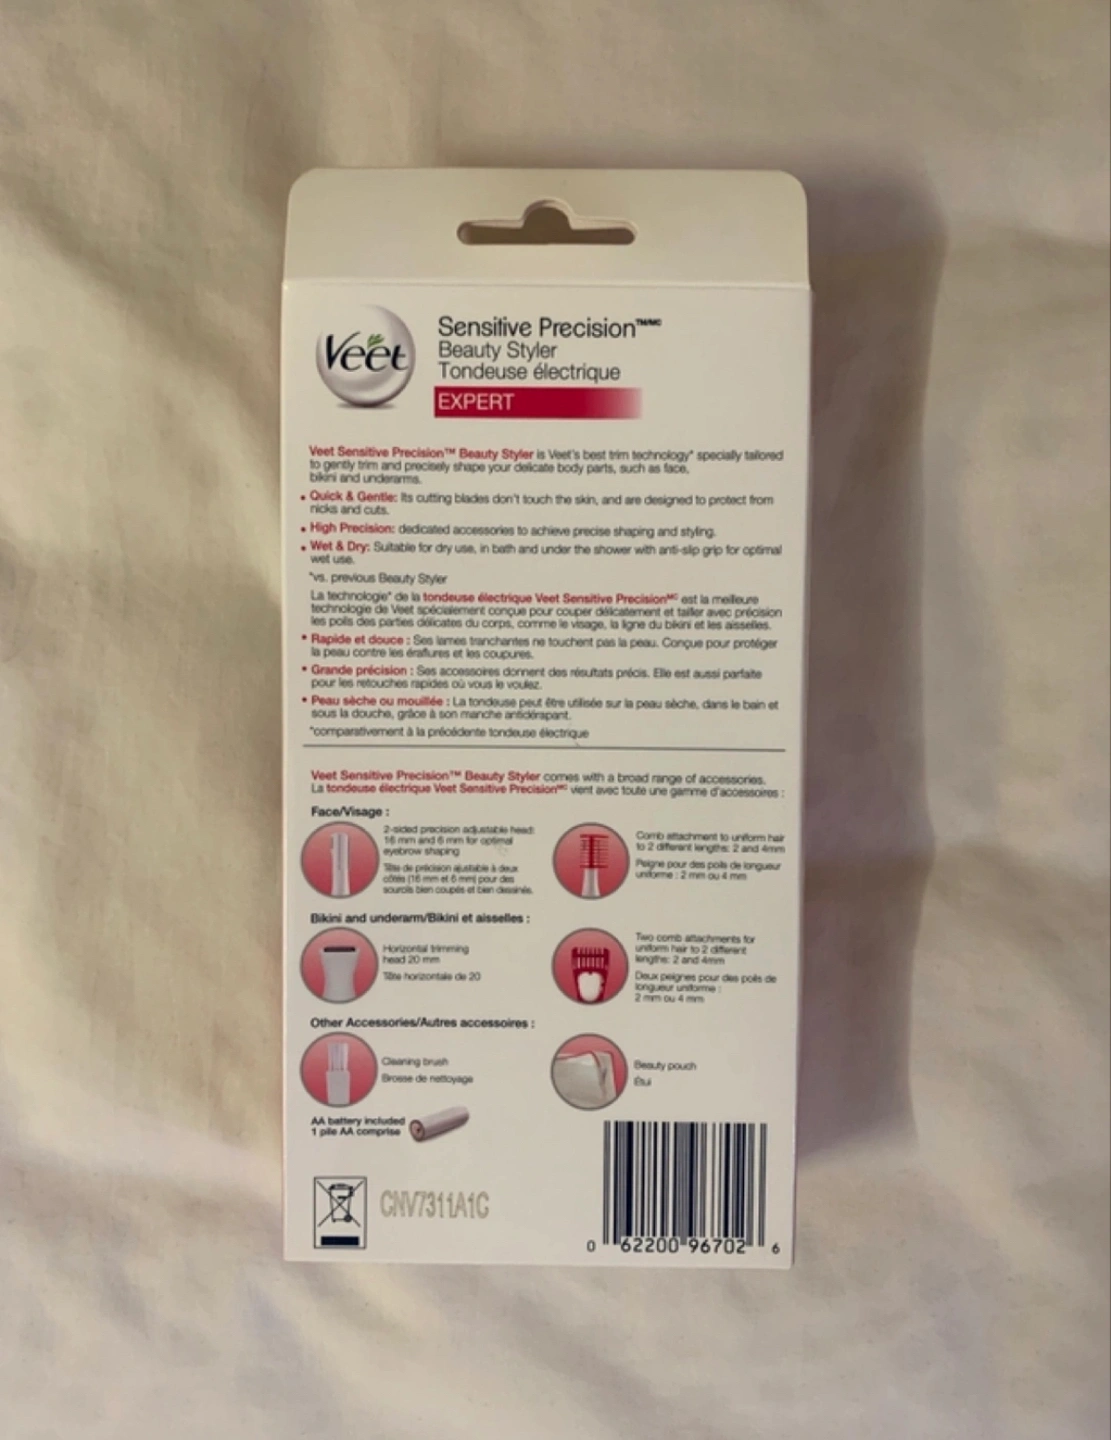 Veet
Sensitive Precision™/MC
Beauty Styler
Tondeuse électrique
EXPERT
Veet Sensitive Precision™ Beauty Styler is Veet's best trim technology* specially tailored
to gently trim and precisely shape your delicate body parts, such as face,
bikini and underarms.
• Quick & Gentle: Its cutting blades don't touch the skin, and are designed to protect from
nicks and cuts.
• High Precision: dedicated accessories to achieve precise shaping and styling.
• Wet & Dry: Suitable for dry use, in bath and under the shower with anti-slip grip for optimal
wet use.
*vs. previous Beauty Styler
La technologie* de la tondeuse électrique Veet Sensitive Precisionᴹᶜ est la meilleure
technologie de Veet spécialement conçue pour couper délicatement et tailler avec précision
les poils des parties délicates du corps, comme le visage, la ligne du bikini et les aisselles.
• Rapide et douce : Ses lames tranchantes ne touchent pas la peau. Conçue pour protéger
la peau contre les éraflures et les coupures.
• Grande précision : Ses accessoires donnent des résultats précis. Elle est aussi parfaite
pour les retouches rapides où vous le voulez.
• Peau sèche ou mouillée : La tondeuse peut être utilisée sur la peau sèche, dans le bain et
sous la douche, grâce à son manche antidérapant.
*comparativement à la précédente tondeuse électrique
Veet Sensitive Precision™ Beauty Styler comes with a broad range of accessories.
La tondeuse électrique Veet Sensitive Precisionᴹᶜ vient avec toute une gamme d'accessoires :
Face/Visage :
2-sided precision adjustable head:
16 mm and 6 mm for optimal
eyebrow shaping
Tête de précision ajustable à deux
côtés (16 mm et 6 mm) pour des
sourcils bien coupés et bien dessinés.
Comb attachment to uniform hair
to 2 different lengths: 2 and 4mm
Peigne pour des poils de longueur
uniforme : 2 mm ou 4 mm
Bikini and underarm/Bikini et aisselles :
Horizontal trimming
head 20 mm
Tête horizontale de 20
Two comb attachments for
uniform hair to 2 different
lengths: 2 and 4mm
Deux peignes pour des poils de
longueur uniforme :
2 mm ou 4 mm
Other Accessories/Autres accessoires :
Cleaning brush
Brosse de nettoyage
Beauty pouch
Étui
AA battery included
1 pile AA comprise
CNV7311A1C
0 62200 96702 6